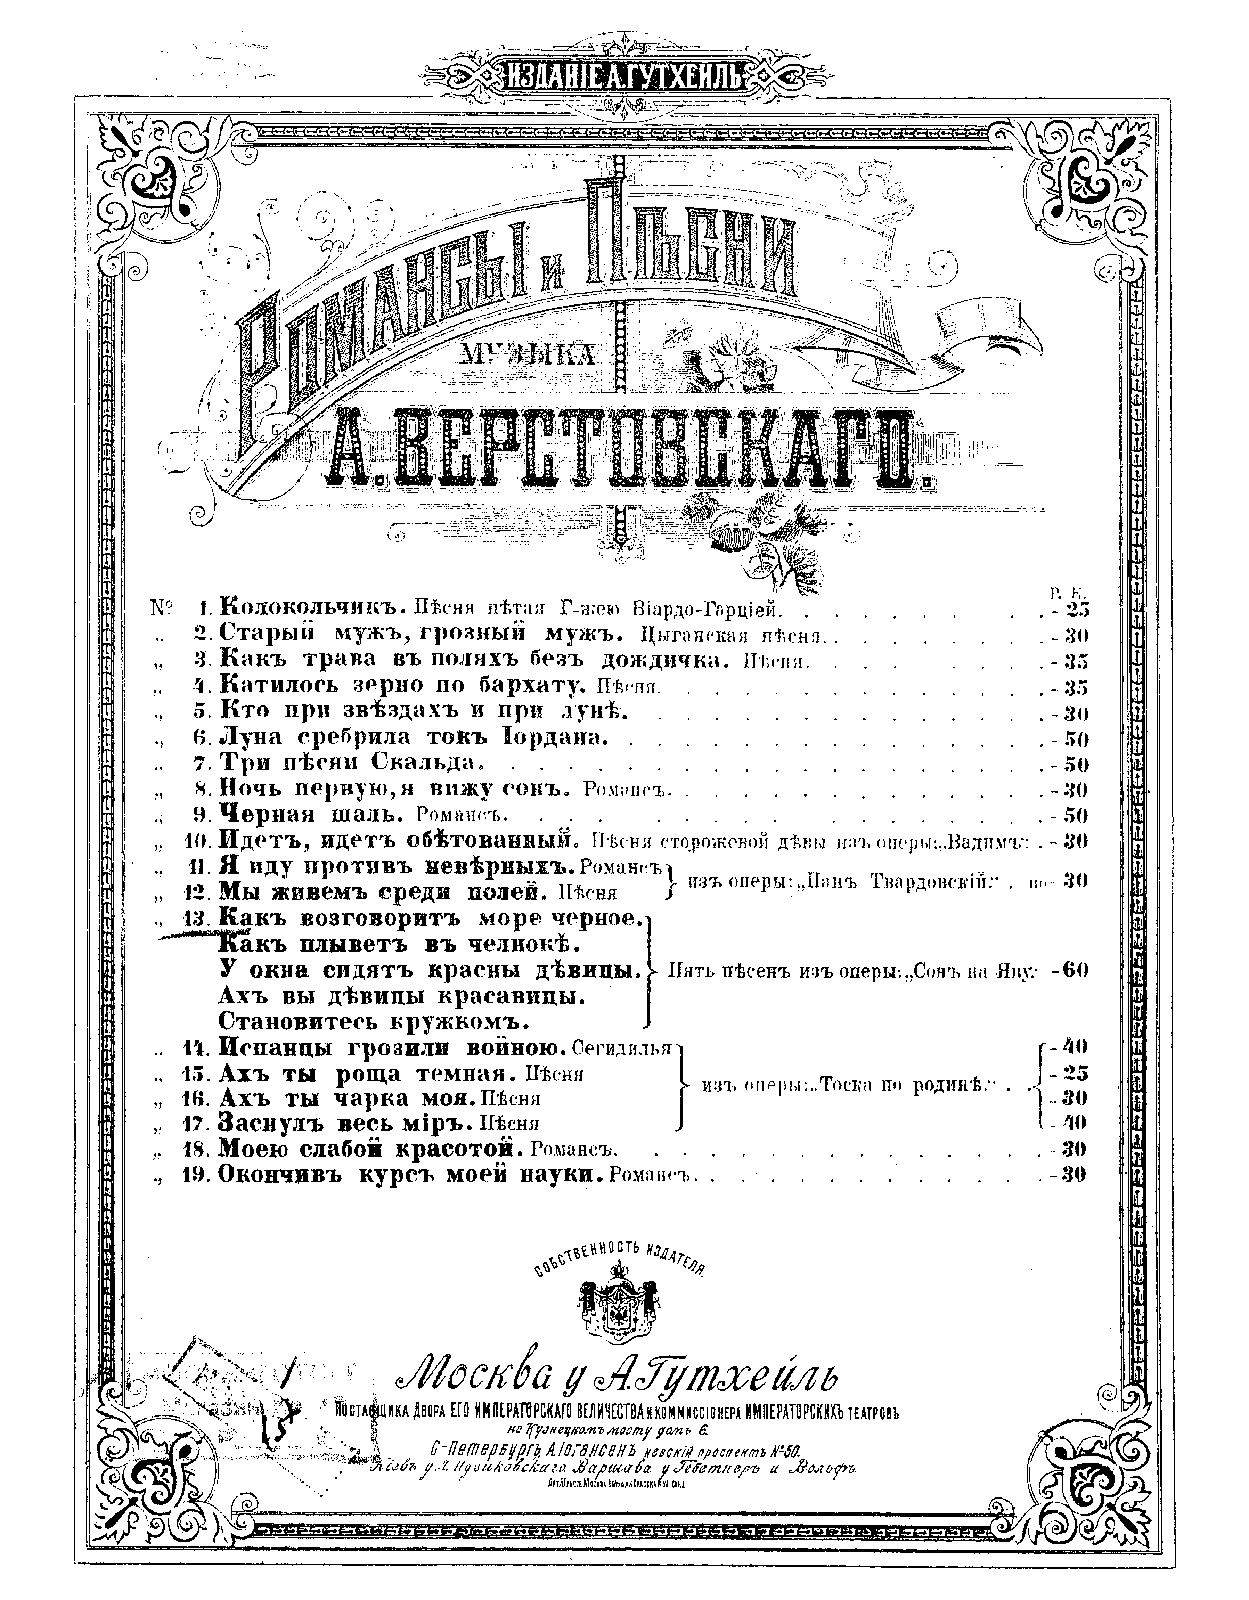 ИЗДАНІЕ А. ГУТХЕЙЛЬ
РОМАНСЫ и ПѢСНИ
МУЗЫКА
А. ВЕРСТОВСКАГО.
Р. К.
№ 1. Колокольчикъ. Пѣсня пѣтая Г-жею Віардо-Гарціей. - 25
„ 2. Старый мужъ, грозный мужъ. Цыганская пѣсня. - 30
„ 3. Какъ трава въ поляхъ безъ дождичка. Пѣсня. - 35
„ 4. Катилось зерно по бархату. Пѣсня. - 35
„ 5. Кто при звѣздахъ и при лунѣ. - 30
„ 6. Луна сребрила токъ Іордана. - 50
„ 7. Три пѣсни Скальда. - 50
„ 8. Ночь первую, я вижу сонъ. Романсъ. - 30
„ 9. Черная шаль. Романсъ. - 50
„ 10. Идетъ, идетъ обѣтованный. Пѣсня сторожевой дѣвы изъ оперы: „Вадимъ“. - 30
„ 11. Я иду противъ невѣрныхъ. Романсъ
„ 12. Мы живемъ среди полей. Пѣсня
изъ оперы: „Панъ Твардовскій.“ по 30
„ 13. Какъ возговоритъ море черное.
Какъ плыветъ въ челнокѣ.
У окна сидятъ красны дѣвицы.
Ахъ вы дѣвицы красавицы.
Становитесь кружкомъ.
Пять пѣсенъ изъ оперы: „Сонъ на Яву.“ - 60
„ 14. Испанцы грозили войною. Сегидилья - 40
„ 15. Ахъ ты роща темная. Пѣсня - 25
„ 16. Ахъ ты чарка моя. Пѣсня - 30
„ 17. Заснулъ весь міръ. Пѣсня - 40
изъ оперы: „Тоска по родинѣ.“
„ 18. Моею слабой красотой. Романсъ. - 30
„ 19. Окончивъ курсъ моей науки. Романсъ. - 30
СОБСТВЕННОСТЬ ИЗДАТЕЛЯ.
Москва у А. Гутхейль
ПОСТАВЩИКА ДВОРА ЕГО ИМПЕРАТОРСКАГО ВЕЛИЧЕСТВА И КОММИССІОНЕРА ИМПЕРАТОРСКИХЪ ТЕАТРОВЪ
на Кузнецкомъ мосту домъ 6.
С-Петербургъ, А. Іогансенъ невскій проспектъ № 50.
Варшава у Гебетнеръ и Вольфъ.
13